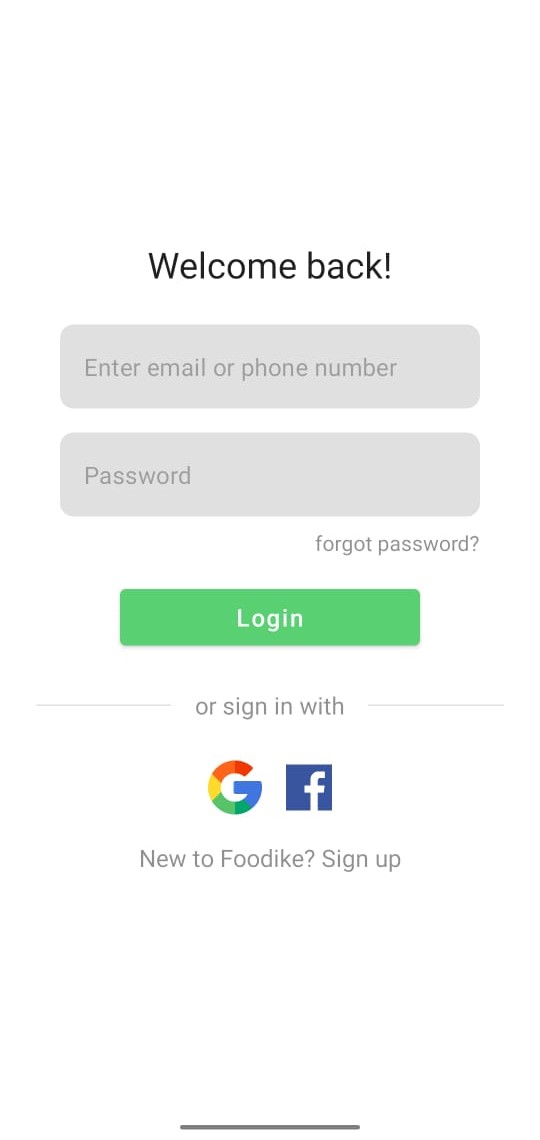 Welcome back!
Enter email or phone number
Password
forgot password?
Login
or sign in with
New to Foodike? Sign up